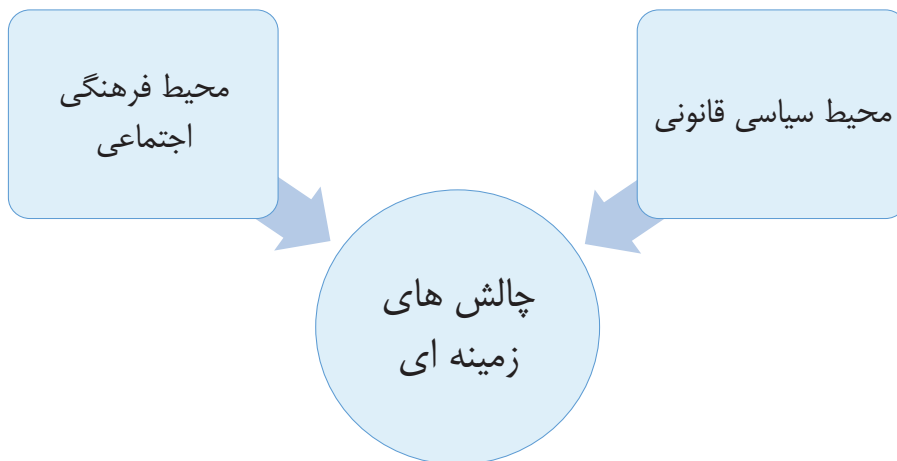 محیط سیاسی قانونی
محیط فرهنگی
اجتماعی
چالش های
زمینه ای